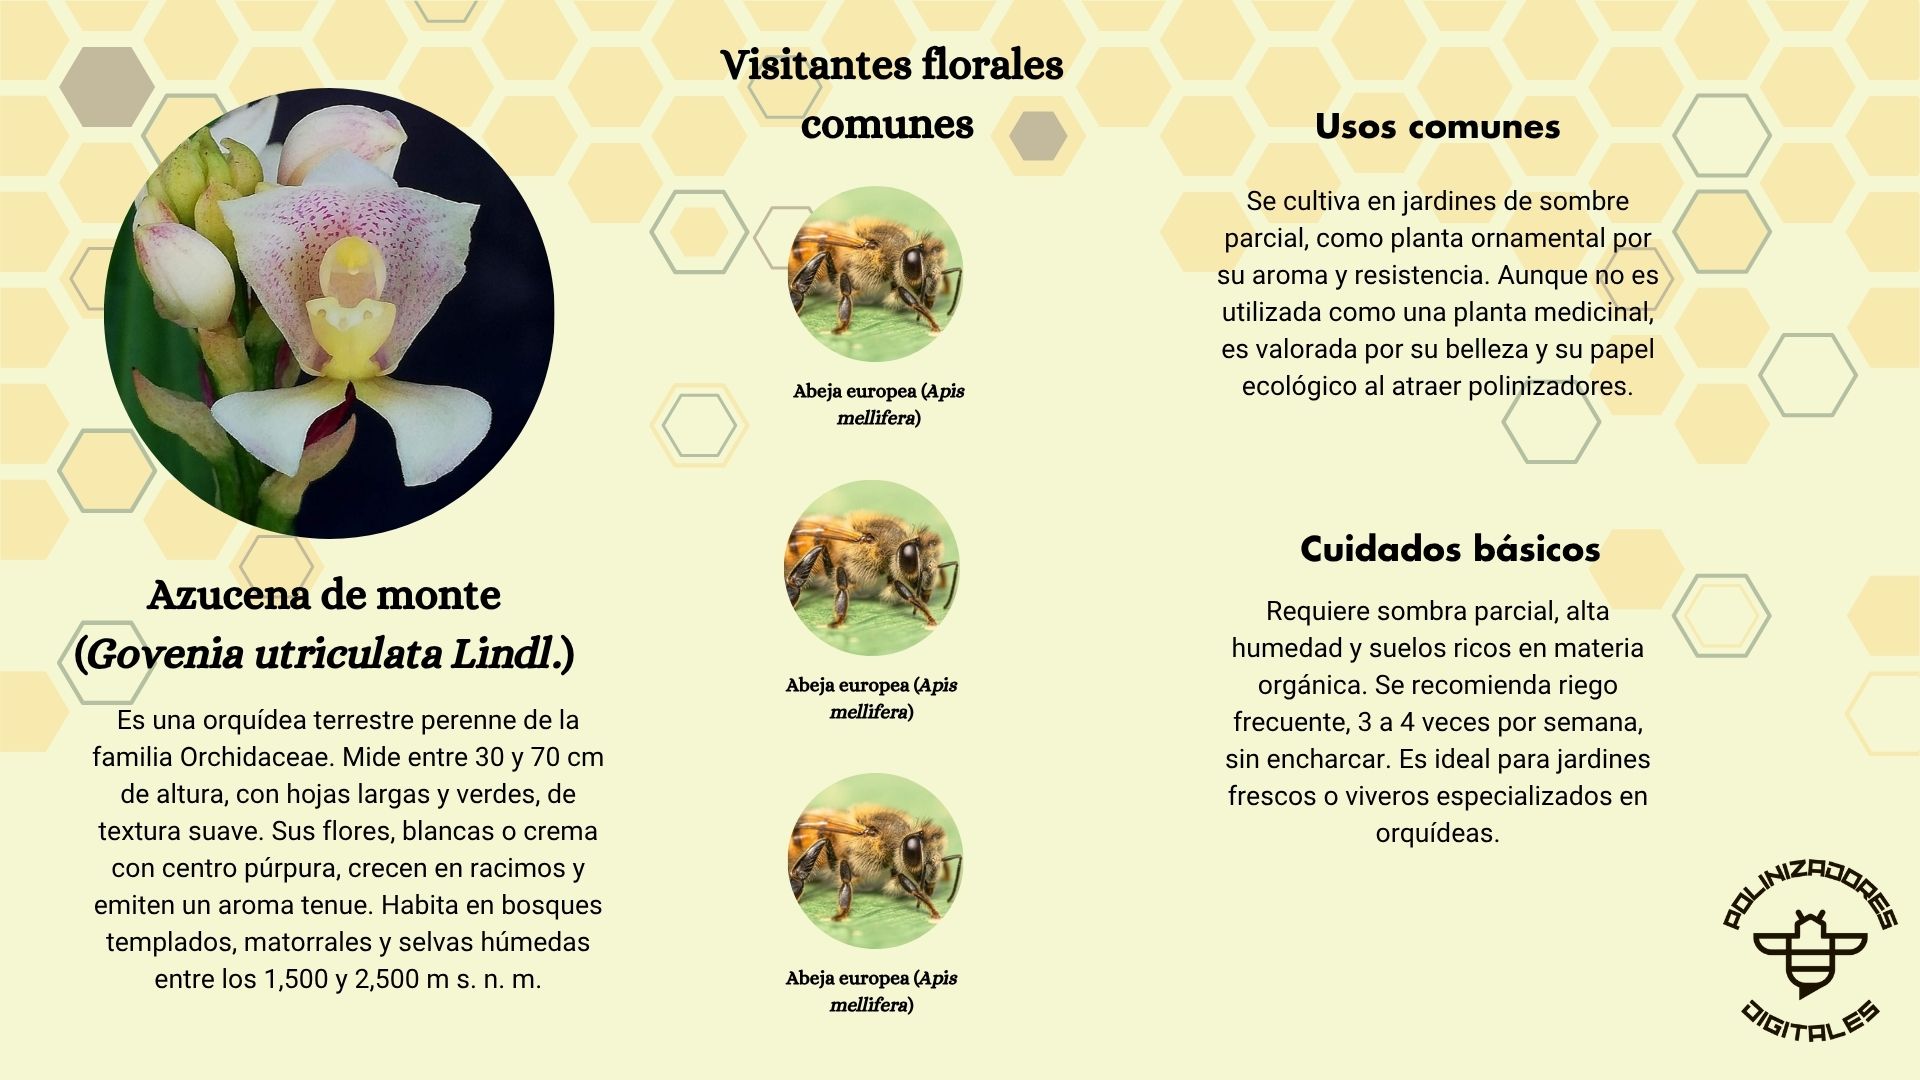 Azucena de monte
(Govenia utriculata Lindl.)
Es una orquídea terrestre perenne de la
familia Orchidaceae. Mide entre 30 y 70 cm
de altura, con hojas largas y verdes, de
textura suave. Sus flores, blancas o crema
con centro púrpura, crecen en racimos y
emiten un aroma tenue. Habita en bosques
templados, matorrales y selvas húmedas
entre los 1,500 y 2,500 m s. n. m.
Visitantes florales
comunes
Abeja europea (Apis
mellifera)
Abeja europea (Apis
mellifera)
Abeja europea (Apis
mellifera)
Usos comunes
Se cultiva en jardines de sombre
parcial, como planta ornamental por
su aroma y resistencia. Aunque no es
utilizada como una planta medicinal,
es valorada por su belleza y su papel
ecológico al atraer polinizadores.
Cuidados básicos
Requiere sombra parcial, alta
humedad y suelos ricos en materia
orgánica. Se recomienda riego
frecuente, 3 a 4 veces por semana,
sin encharcar. Es ideal para jardines
frescos o viveros especializados en
orquídeas.
POLINIZADORES
DIGITALES